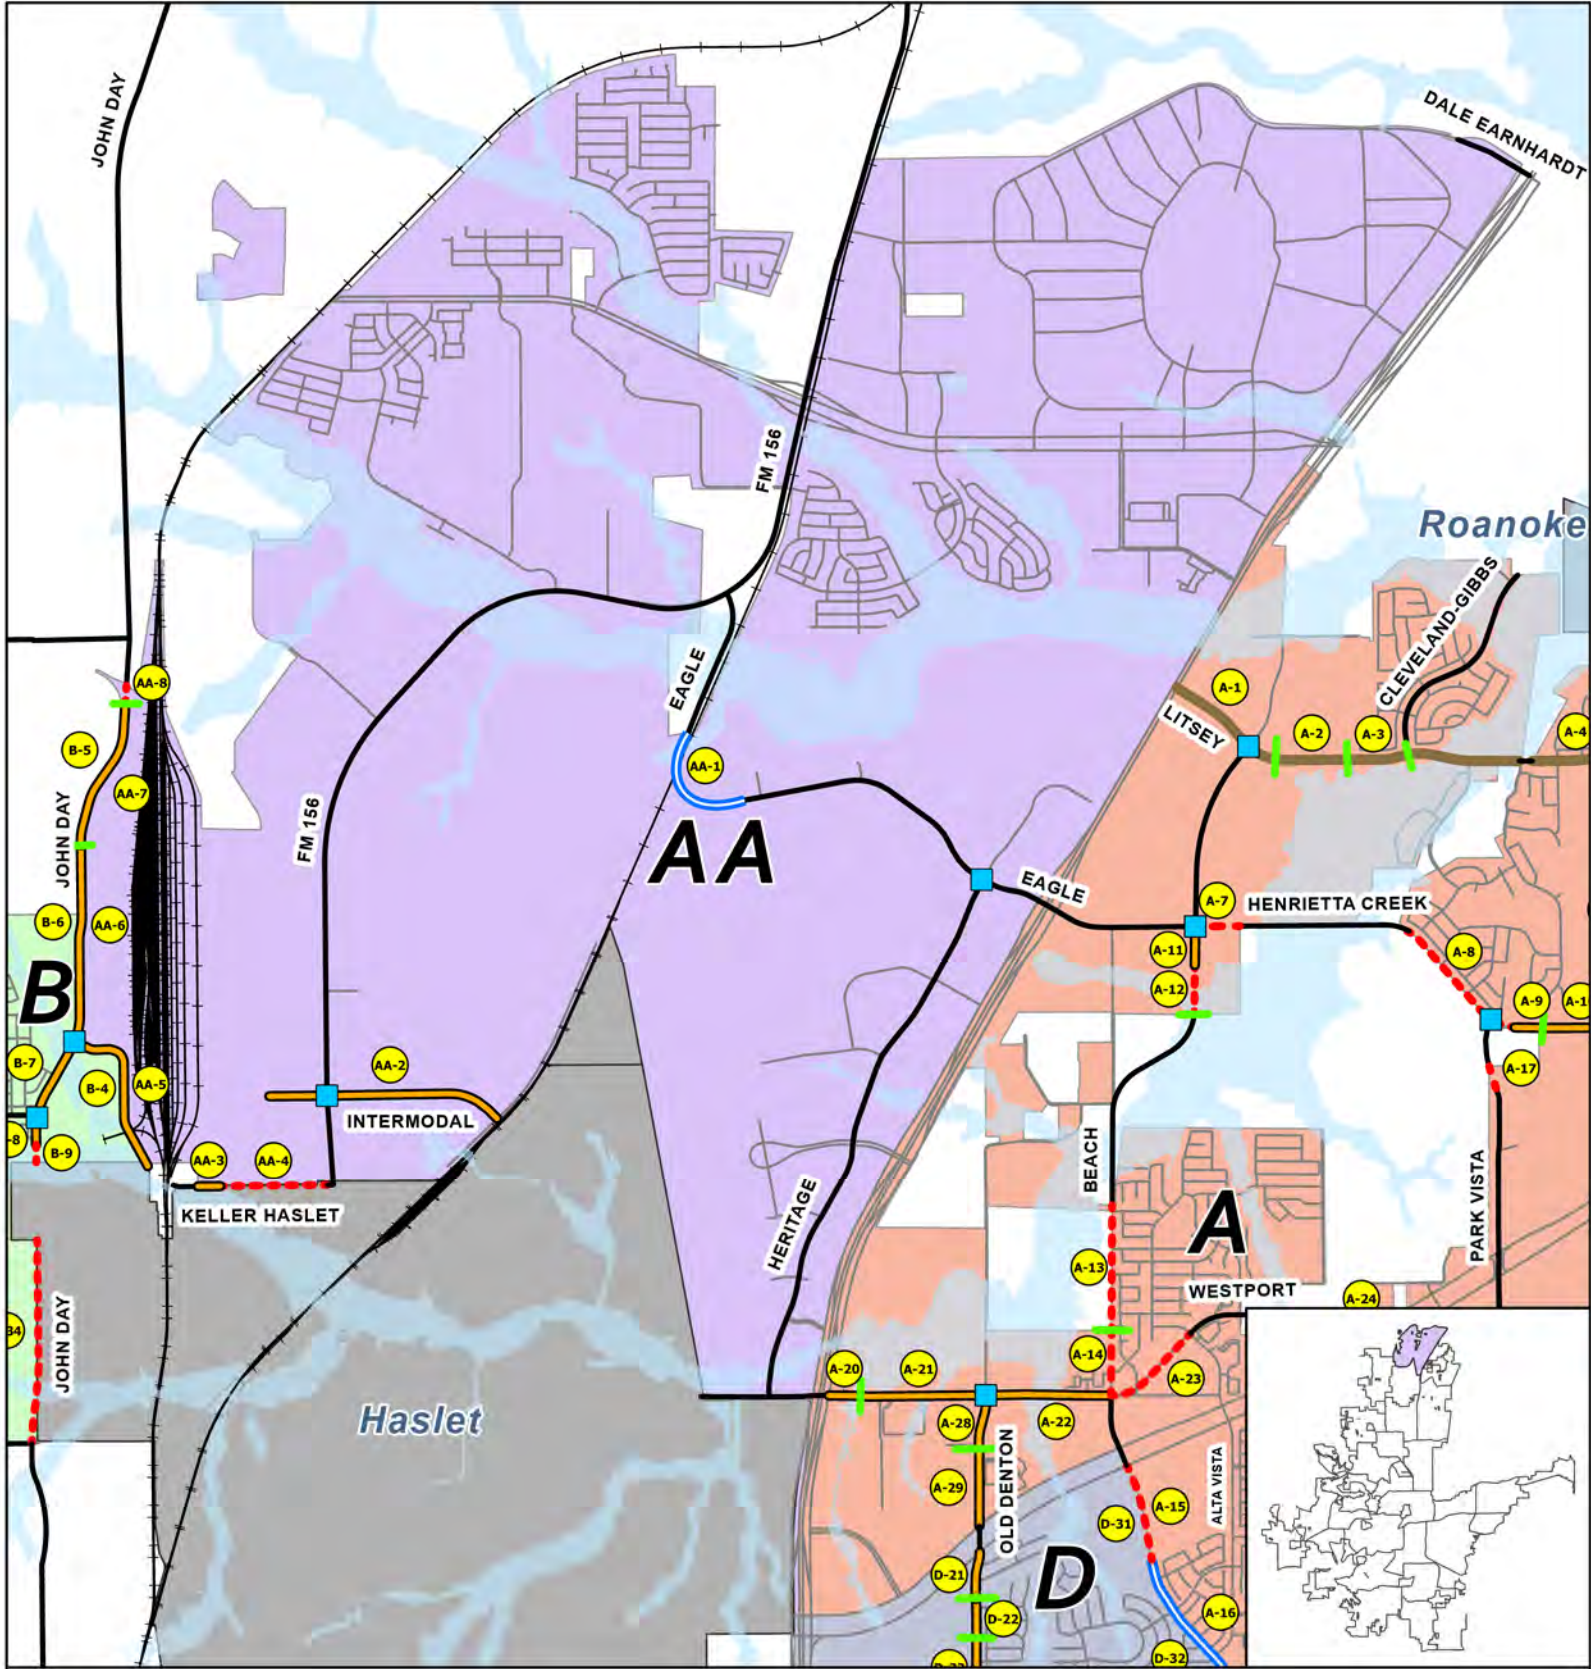 JOHN DAY
DALE EARNHARDT
FM 156
Roanoke
CLEVELAND-GIBBS
EAGLE
AA-8
A-1
LITSEY
A-2
A-3
A-4
B-5
AA-7
JOHN DAY
AA-1
FM 156
AA
EAGLE
A-7
HENRIETTA CREEK
B-6
AA-6
A-11
A-8
B
A-12
A-9
B-7
AA-2
B-4
AA-5
A-17
INTERMODAL
-8
B-9
AA-3
AA-4
BEACH
KELLER HASLET
HERITAGE
A
PARK VISTA
A-13
WESTPORT
A-24
34
JOHN DAY
A-14
A-20
A-21
A-23
Haslet
A-28
A-22
OLD DENTON
ALTA VISTA
A-29
A-15
D-31
D
D-21
D-22
A-16
D-32